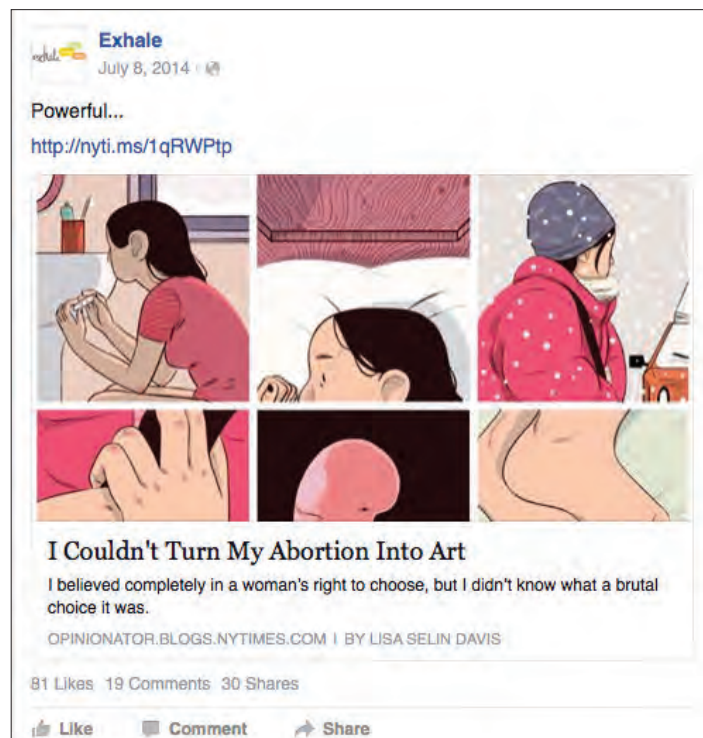 exhale
Exhale
July 8, 2014
Powerful...
http://nyti.ms/1qRWPtp
I Couldn't Turn My Abortion Into Art
I believed completely in a woman's right to choose, but I didn't know what a brutal
choice it was.
OPINIONATOR.BLOGS.NYTIMES.COM I BY LISA SELIN DAVIS
81 Likes 19 Comments 30 Shares
Like Comment Share